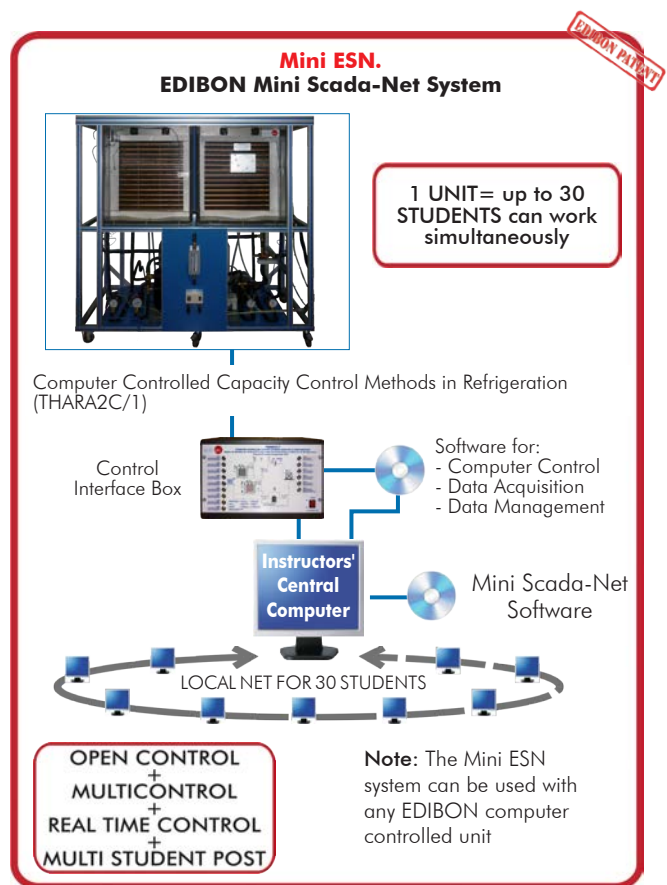 EDIBON PATENT
Mini ESN.
EDIBON Mini Scada-Net System
1 UNIT= up to 30
STUDENTS can work
simultaneously
Computer Controlled Capacity Control Methods in Refrigeration
(THARA2C/1)
Control
Interface Box
Software for:
- Computer Control
- Data Acquisition
- Data Management
Instructors'
Central
Computer
Mini Scada-Net
Software
LOCAL NET FOR 30 STUDENTS
OPEN CONTROL
+
MULTICONTROL
+
REAL TIME CONTROL
+
MULTI STUDENT POST
Note: The Mini ESN
system can be used with
any EDIBON computer
controlled unit